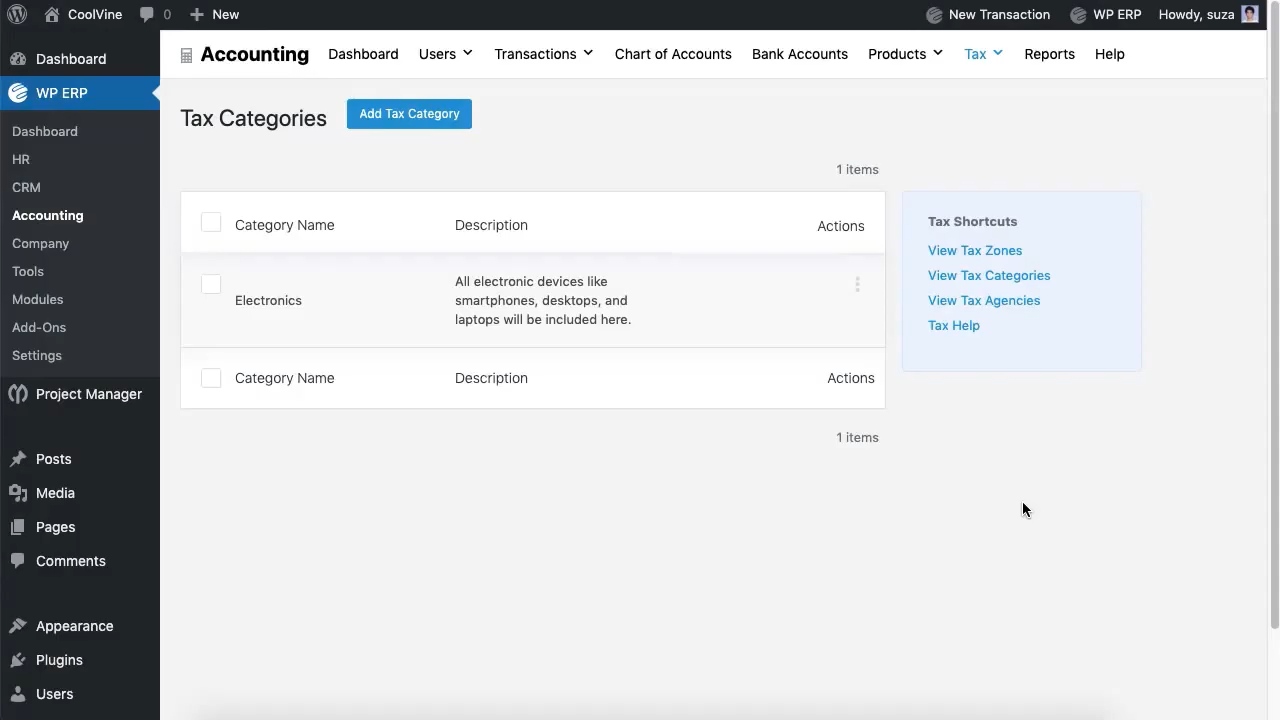 CoolVine 0 New New Transaction WP ERP Howdy, suza
Accounting Dashboard Users Transactions Chart of Accounts Bank Accounts Products Tax Reports Help
Dashboard
WP ERP
Dashboard
HR
CRM
Accounting
Company
Tools
Modules
Add-Ons
Settings
Project Manager
Posts
Media
Pages
Comments
Appearance
Plugins
Users
Tax Categories Add Tax Category
1 items
Category Name Description Actions
Electronics
All electronic devices like
smartphones, desktops, and
laptops will be included here.
Category Name Description Actions
1 items
Tax Shortcuts
View Tax Zones
View Tax Categories
View Tax Agencies
Tax Help